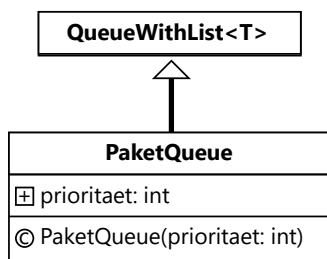 QueueWithList<T>
PaketQueue
+ prioritaet: int
© PaketQueue(prioritaet: int)